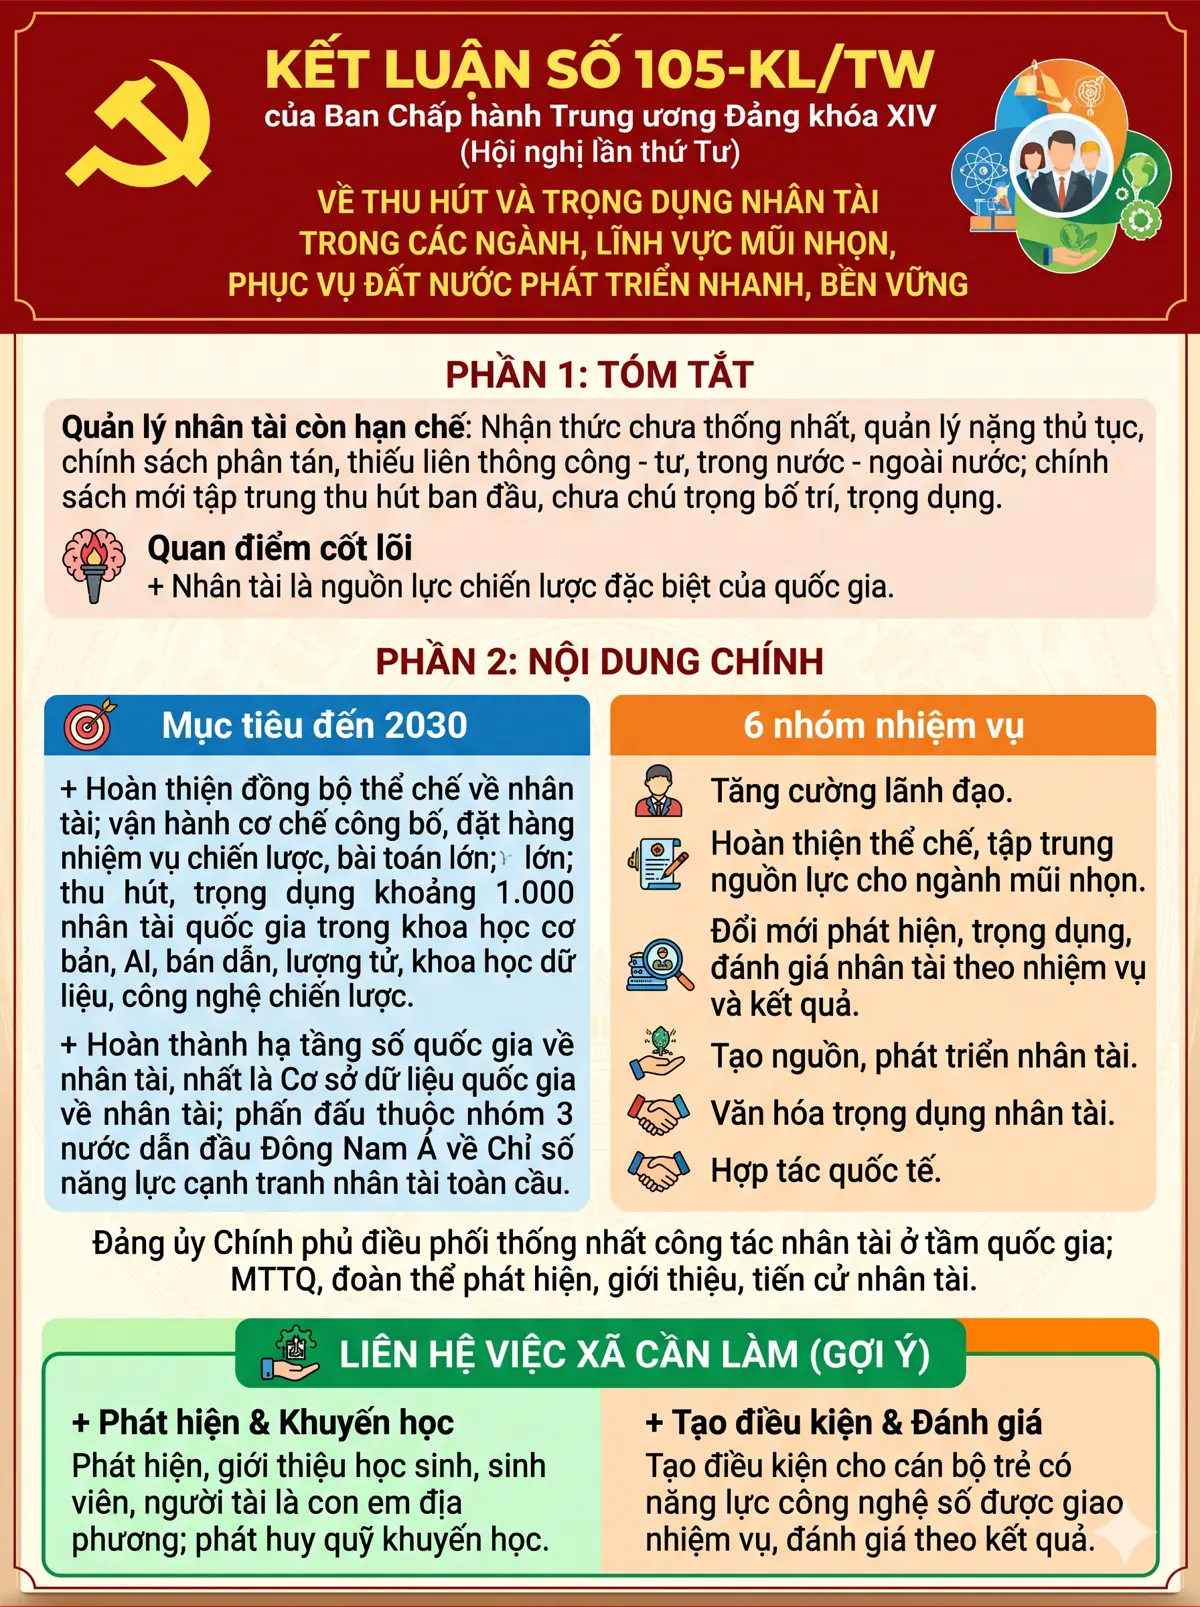 KẾT LUẬN SỐ 105-KL/TW
của Ban Chấp hành Trung ương Đảng khóa XIV
(Hội nghị lần thứ Tư)
VỀ THU HÚT VÀ TRỌNG DỤNG NHÂN TÀI
TRONG CÁC NGÀNH, LĨNH VỰC MŨI NHỌN,
PHỤC VỤ ĐẤT NƯỚC PHÁT TRIỂN NHANH, BỀN VỮNG
PHẦN 1: TÓM TẮT
Quản lý nhân tài còn hạn chế: Nhận thức chưa thống nhất, quản lý nặng thủ tục,
chính sách phân tán, thiếu liên thông công - tư, trong nước - ngoài nước; chính
sách mới tập trung thu hút ban đầu, chưa chú trọng bố trí, trọng dụng.
Quan điểm cốt lõi
+ Nhân tài là nguồn lực chiến lược đặc biệt của quốc gia.
PHẦN 2: NỘI DUNG CHÍNH
Mục tiêu đến 2030
+ Hoàn thiện đồng bộ thể chế về nhân
tài; vận hành cơ chế công bố, đặt hàng
nhiệm vụ chiến lược, bài toán lớn; lớn;
thu hút, trọng dụng khoảng 1.000
nhân tài quốc gia trong khoa học cơ
bản, AI, bán dẫn, lượng tử, khoa học dữ
liệu, công nghệ chiến lược.
+ Hoàn thành hạ tầng số quốc gia về
nhân tài, nhất là Cơ sở dữ liệu quốc gia
về nhân tài; phấn đấu thuộc nhóm 3
nước dẫn đầu Đông Nam Á về Chỉ số
năng lực cạnh tranh nhân tài toàn cầu.
6 nhóm nhiệm vụ
Tăng cường lãnh đạo.
Hoàn thiện thể chế, tập trung
nguồn lực cho ngành mũi nhọn.
Đổi mới phát hiện, trọng dụng,
đánh giá nhân tài theo nhiệm vụ
và kết quả.
Tạo nguồn, phát triển nhân tài.
Văn hóa trọng dụng nhân tài.
Hợp tác quốc tế.
Đảng ủy Chính phủ điều phối thống nhất công tác nhân tài ở tầm quốc gia;
MTTQ, đoàn thể phát hiện, giới thiệu, tiến cử nhân tài.
LIÊN HỆ VIỆC XÃ CẦN LÀM (GỢI Ý)
+ Phát hiện & Khuyến học
Phát hiện, giới thiệu học sinh, sinh
viên, người tài là con em địa
phương; phát huy quỹ khuyến học.
+ Tạo điều kiện & Đánh giá
Tạo điều kiện cho cán bộ trẻ có
năng lực công nghệ số được giao
nhiệm vụ, đánh giá theo kết quả.